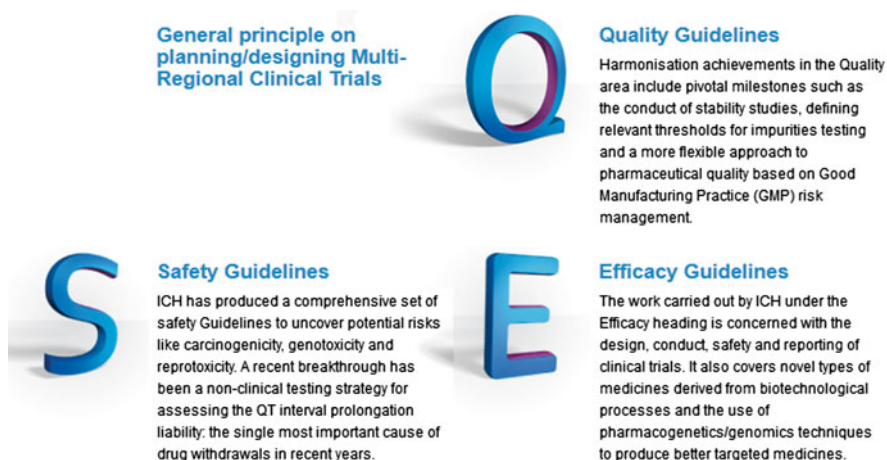 General principle on
planning/designing Multi-
Regional Clinical Trials
Q
Quality Guidelines
Harmonisation achievements in the Quality
area include pivotal milestones such as
the conduct of stability studies, defining
relevant thresholds for impurities testing
and a more flexible approach to
pharmaceutical quality based on Good
Manufacturing Practice (GMP) risk
management.
S
Safety Guidelines
ICH has produced a comprehensive set of
safety Guidelines to uncover potential risks
like carcinogenicity, genotoxicity and
reprotoxicity. A recent breakthrough has
been a non-clinical testing strategy for
assessing the QT interval prolongation
liability: the single most important cause of
drug withdrawals in recent years.
E
Efficacy Guidelines
The work carried out by ICH under the
Efficacy heading is concerned with the
design, conduct, safety and reporting of
clinical trials. It also covers novel types of
medicines derived from biotechnological
processes and the use of
pharmacogenetics/genomics techniques
to produce better targeted medicines.